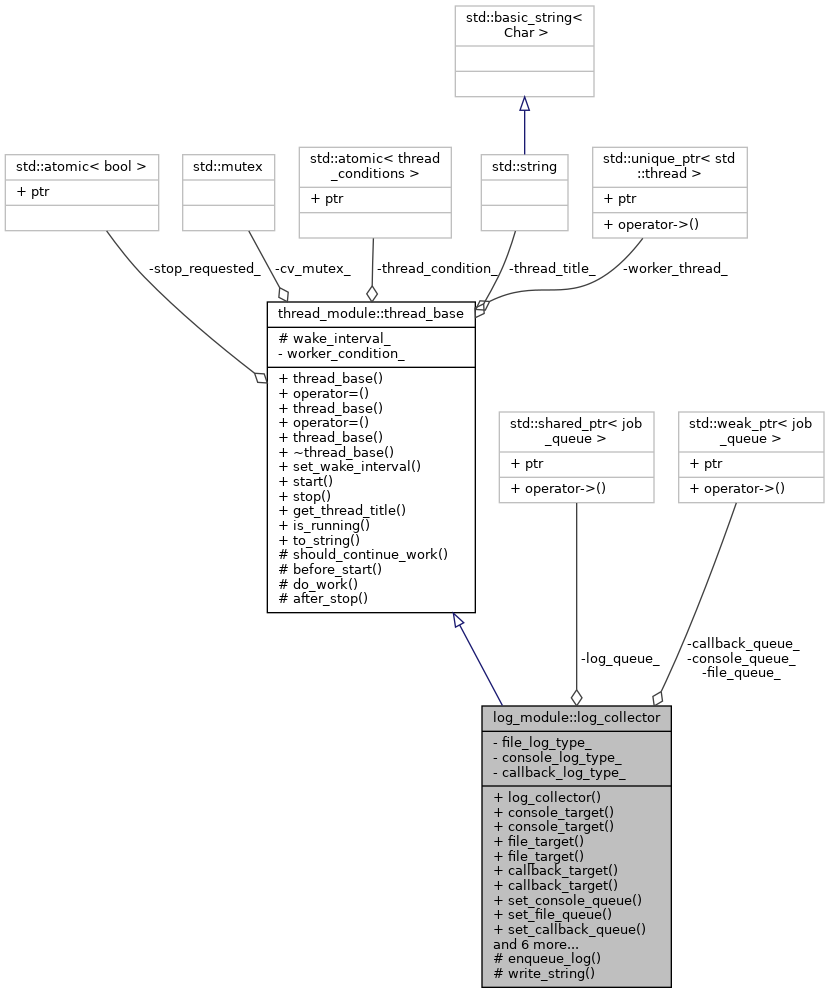 std::basic_string<
Char >
std::atomic< bool >
+ ptr
std::mutex
std::atomic< thread
_conditions >
+ ptr
std::string
std::unique_ptr< std
::thread >
+ ptr
+ operator->()
-stop_requested_
-cv_mutex_
-thread_condition_
-thread_title_
-worker_thread_
thread_module::thread_base
# wake_interval_
- worker_condition_
+ thread_base()
+ operator=()
+ thread_base()
+ operator=()
+ thread_base()
+ ~thread_base()
+ set_wake_interval()
+ start()
+ stop()
+ get_thread_title()
+ is_running()
+ to_string()
# should_continue_work()
# before_start()
# do_work()
# after_stop()
std::shared_ptr< job
_queue >
+ ptr
+ operator->()
std::weak_ptr< job
_queue >
+ ptr
+ operator->()
-log_queue_
-callback_queue_
-console_queue_
-file_queue_
log_module::log_collector
- file_log_type_
- console_log_type_
- callback_log_type_
+ log_collector()
+ console_target()
+ console_target()
+ file_target()
+ file_target()
+ callback_target()
+ callback_target()
+ set_console_queue()
+ set_file_queue()
+ set_callback_queue()
and 6 more...
# enqueue_log()
# write_string()